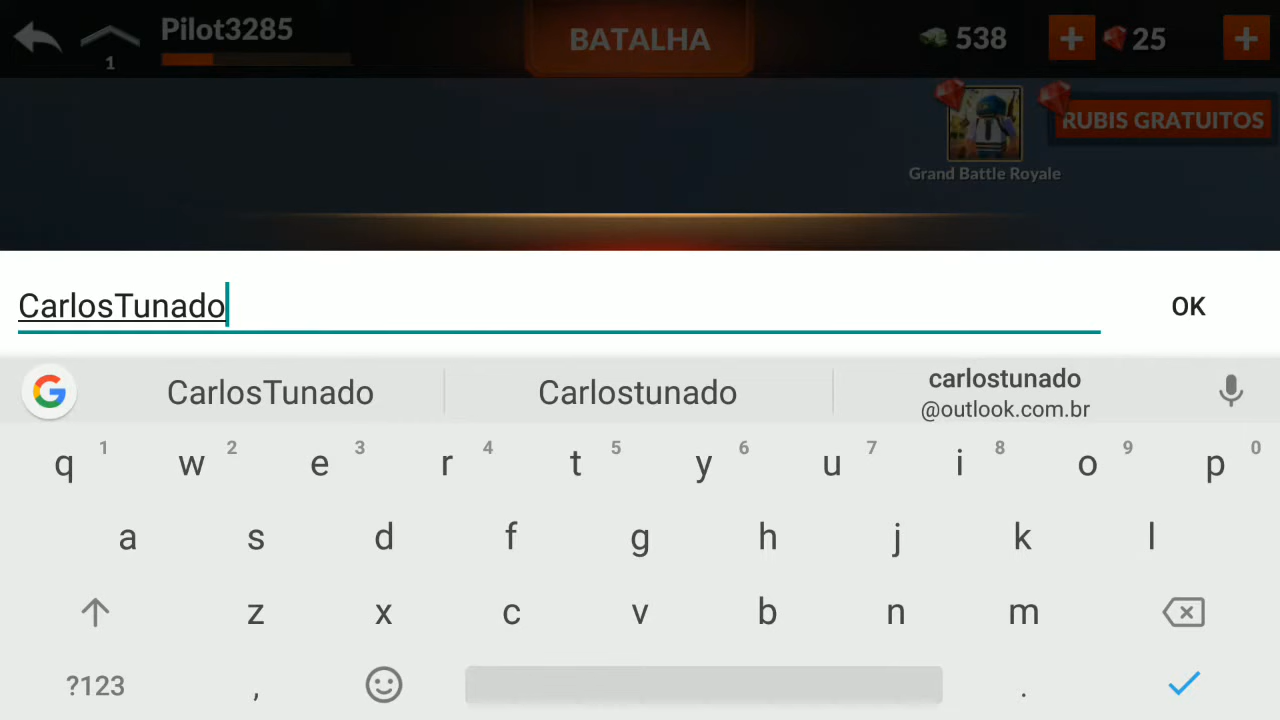 Pilot3285
1
BATALHA
538
+
25
+
RUBIS GRATUITOS
Grand Battle Royale
CarlosTunado
OK
G
CarlosTunado
Carlostunado
carlostunado
@outlook.com.br
q 1 w 2 e 3 r 4 t 5 y 6 u 7 i 8 o 9 p 0
a s d f g h j k l
z x c v b n m
?123 , .